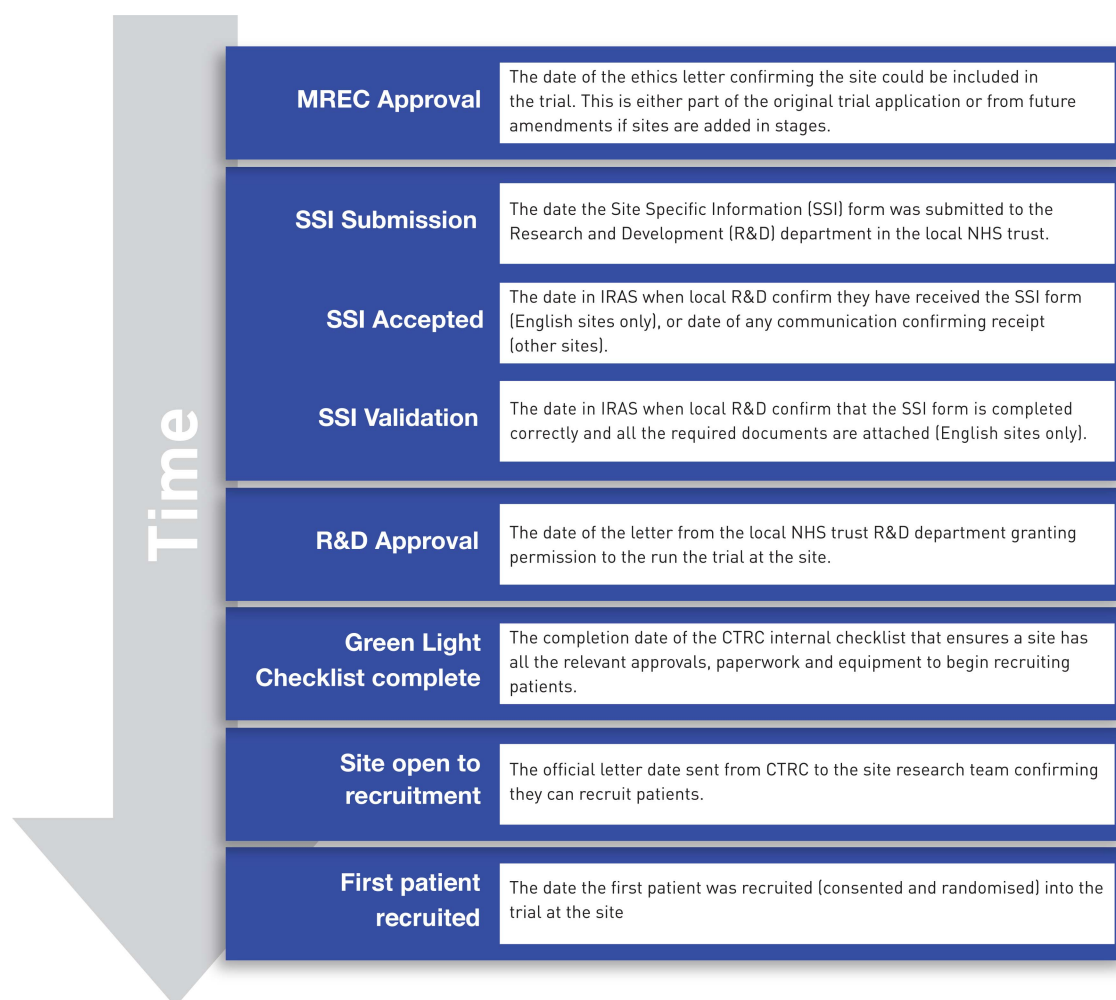 MREC Approval
The date of the ethics letter confirming the site could be included in
the trial. This is either part of the original trial application or from future
amendments if sites are added in stages.
SSI Submission
The date the Site Specific Information (SSI) form was submitted to the
Research and Development (R&D) department in the local NHS trust.
SSI Accepted
The date in IRAS when local R&D confirm they have received the SSI form
(English sites only), or date of any communication confirming receipt
(other sites).
SSI Validation
The date in IRAS when local R&D confirm that the SSI form is completed
correctly and all the required documents are attached (English sites only).
Time
R&D Approval
The date of the letter from the local NHS trust R&D department granting
permission to the run the trial at the site.
Green Light
Checklist complete
The completion date of the CTRC internal checklist that ensures a site has
all the relevant approvals, paperwork and equipment to begin recruiting
patients.
Site open to
recruitment
The official letter date sent from CTRC to the site research team confirming
they can recruit patients.
First patient
recruited
The date the first patient was recruited (consented and randomised) into the
trial at the site